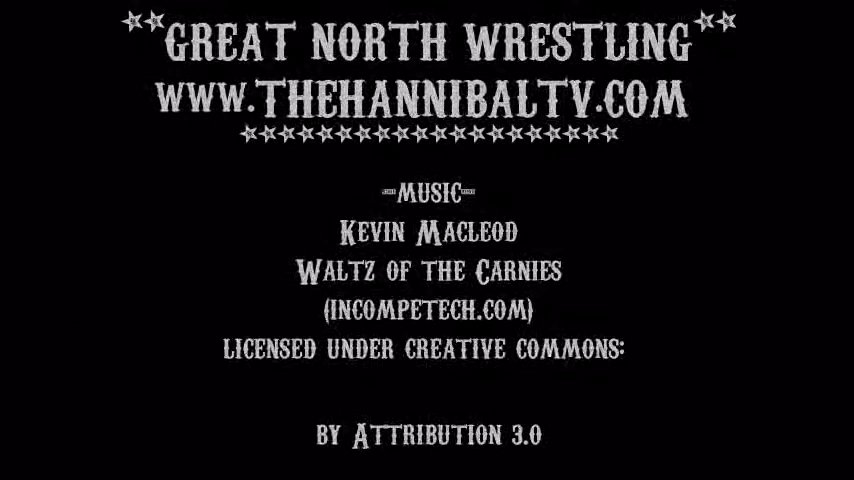 **GREAT NORTH WRESTLING**
WWW.THEHANNIBALTV.COM
********************
-MUSIC-
KEVIN MACLEOD
WALTZ OF THE CARNIES
(INCOMPETECH.COM)
LICENSED UNDER CREATIVE COMMONS:
BY ATTRIBUTION 3.0